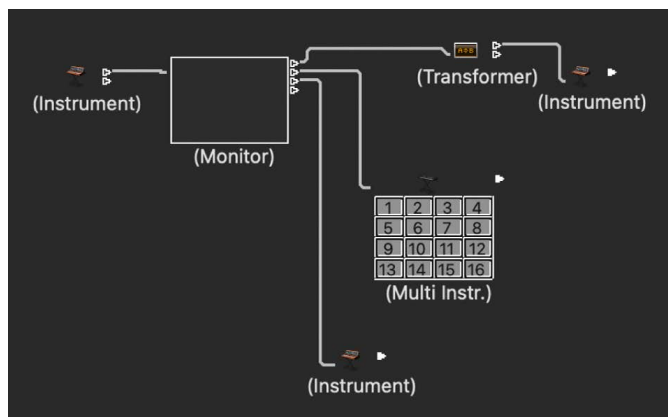 (Instrument)
(Monitor)
(Transformer)
(Instrument)
1 2 3 4
5 6 7 8
9 10 11 12
13 14 15 16
(Multi Instr.)
(Instrument)